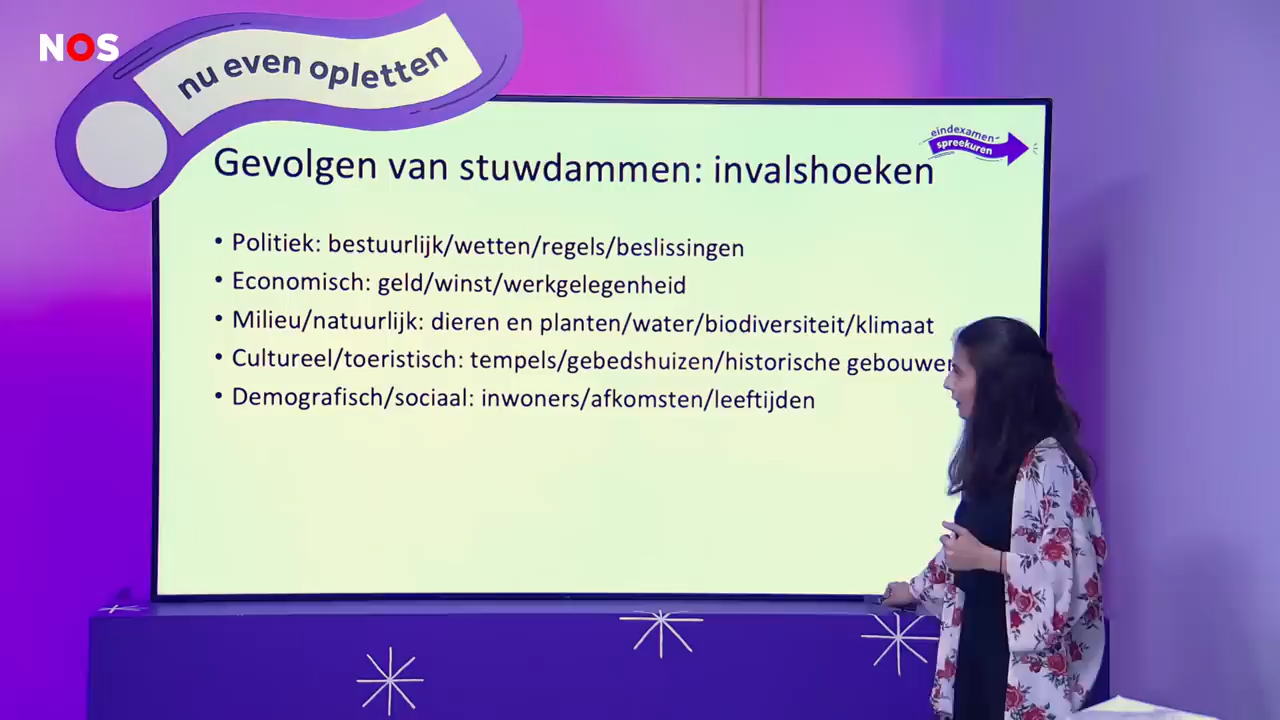 NOS
nu even opletten
eindexamen-
spreekuren
Gevolgen van stuwdammen: invalshoeken
• Politiek: bestuurlijk/wetten/regels/beslissingen
• Economisch: geld/winst/werkgelegenheid
• Milieu/natuurlijk: dieren en planten/water/biodiversiteit/klimaat
• Cultureel/toeristisch: tempels/gebedshuizen/historische gebouwen
• Demografisch/sociaal: inwoners/afkomsten/leeftijden